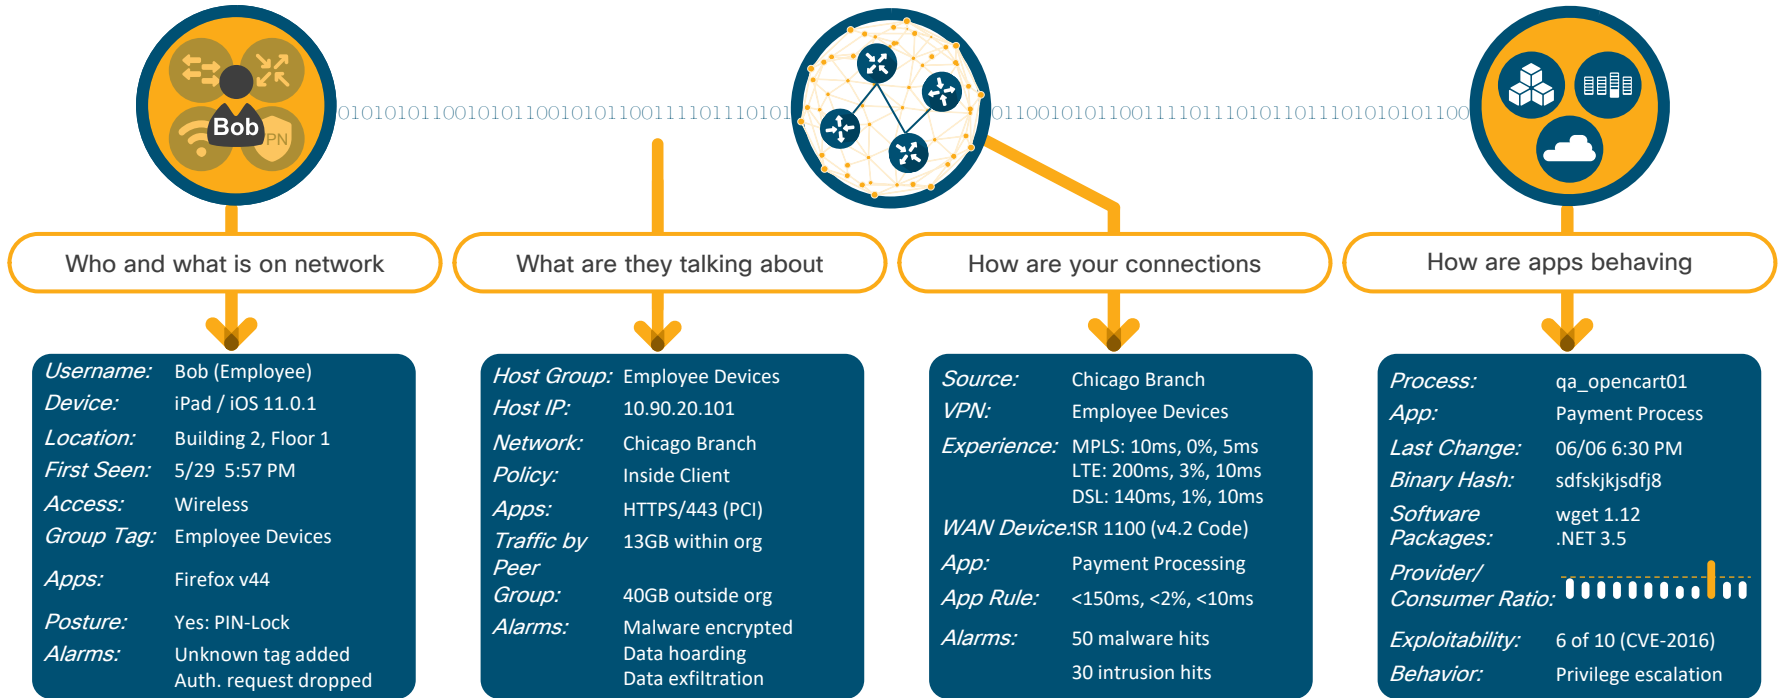 Bob
PN
010101011001010110010101100111101110101
01100101011001111011101011011101010101100
Who and what is on network
What are they talking about
How are your connections
How are apps behaving
Username: Bob (Employee)
Device: iPad / iOS 11.0.1
Location: Building 2, Floor 1
First Seen: 5/29 5:57 PM
Access: Wireless
Group Tag: Employee Devices
Apps: Firefox v44
Posture: Yes: PIN-Lock
Alarms: Unknown tag added
Auth. request dropped
Host Group: Employee Devices
Host IP: 10.90.20.101
Network: Chicago Branch
Policy: Inside Client
Apps: HTTPS/443 (PCI)
Traffic by 13GB within org
Peer
Group: 40GB outside org
Alarms: Malware encrypted
Data hoarding
Data exfiltration
Source: Chicago Branch
VPN: Employee Devices
Experience: MPLS: 10ms, 0%, 5ms
LTE: 200ms, 3%, 10ms
DSL: 140ms, 1%, 10ms
WAN Device: ISR 1100 (v4.2 Code)
App: Payment Processing
App Rule: <150ms, <2%, <10ms
Alarms: 50 malware hits
30 intrusion hits
Process: qa_opencart01
App: Payment Process
Last Change: 06/06 6:30 PM
Binary Hash: sdfskjkjsdfj8
Software wget 1.12
Packages: .NET 3.5
Provider/
Consumer Ratio:
Exploitability: 6 of 10 (CVE-2016)
Behavior: Privilege escalation